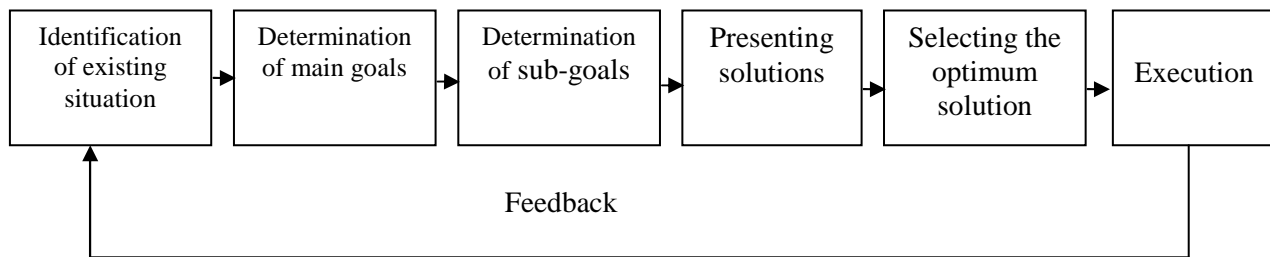 Identification
of existing
situation
Determination
of main goals
Determination
of sub-goals
Presenting
solutions
Selecting the
optimum
solution
Execution
Feedback